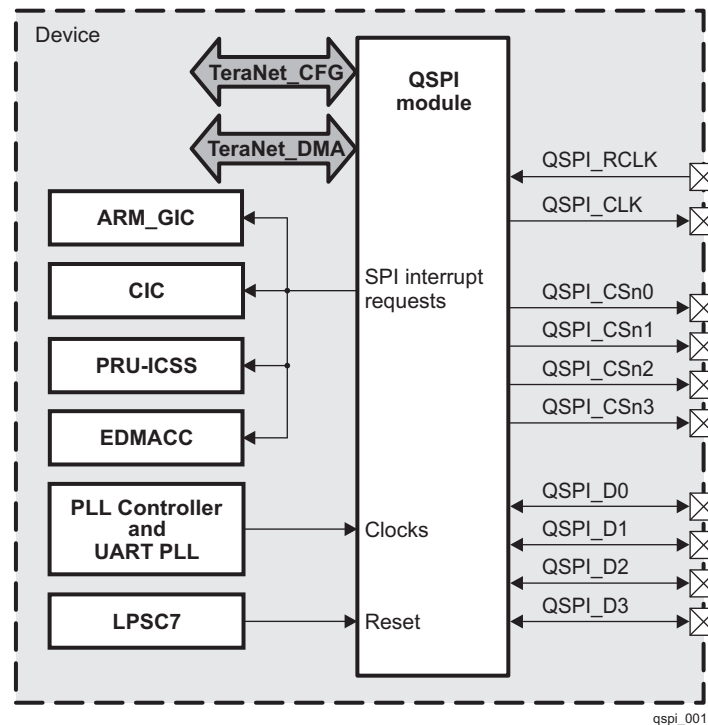 Device
TeraNet_CFG
TeraNet_DMA
QSPI
module
ARM_GIC
CIC
PRU-ICSS
EDMACC
PLL Controller
and
UART PLL
LPSC7
SPI interrupt
requests
Clocks
Reset
QSPI_RCLK
QSPI_CLK
QSPI_CSn0
QSPI_CSn1
QSPI_CSn2
QSPI_CSn3
QSPI_D0
QSPI_D1
QSPI_D2
QSPI_D3
qspi_001